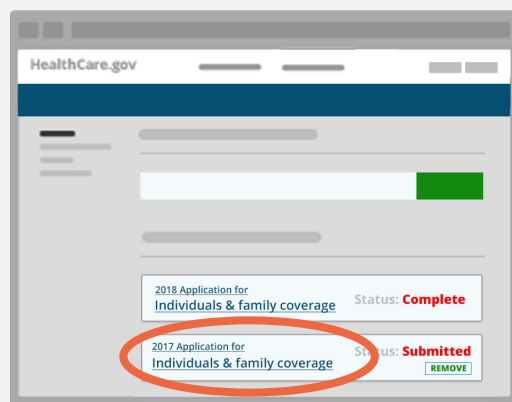 HealthCare.gov
2018 Application for
Individuals & family coverage
Status: Complete
2017 Application for
Individuals & family coverage
Status: Submitted
REMOVE